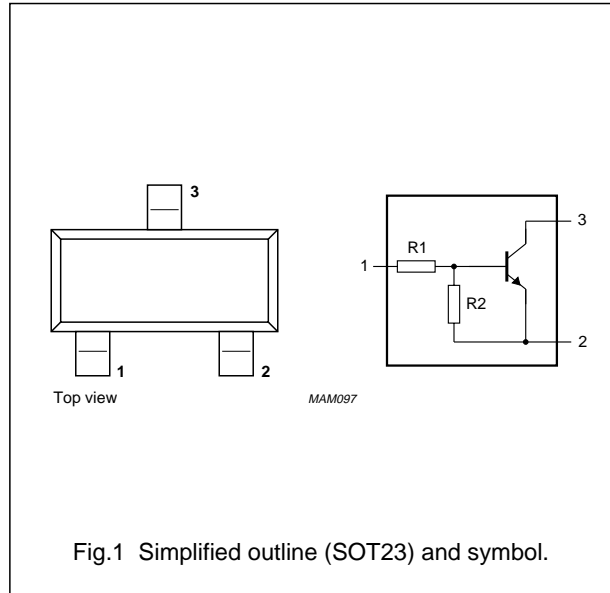 3
1
2
Top view
MAM097
R1
R2
1
3
2
Fig.1 Simplified outline (SOT23) and symbol.